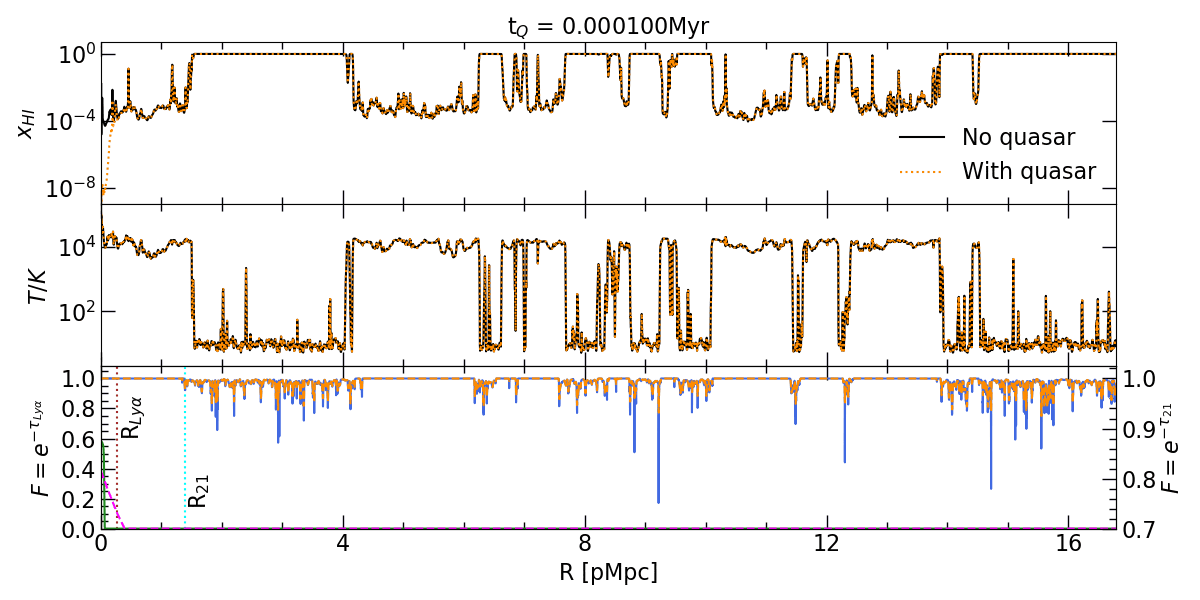 t_Q = 0.000100Myr
10^0
10^-4
10^-8
x_HI
No quasar
With quasar
10^4
10^2
T/K
1.0
0.8
0.6
0.4
0.2
0.0
F = e^{-τ_Lyα}
R_Lyα
R_21
1.0
0.9
0.8
0.7
F = e^{-τ_21}
0 4 8 12 16
R [pMpc]